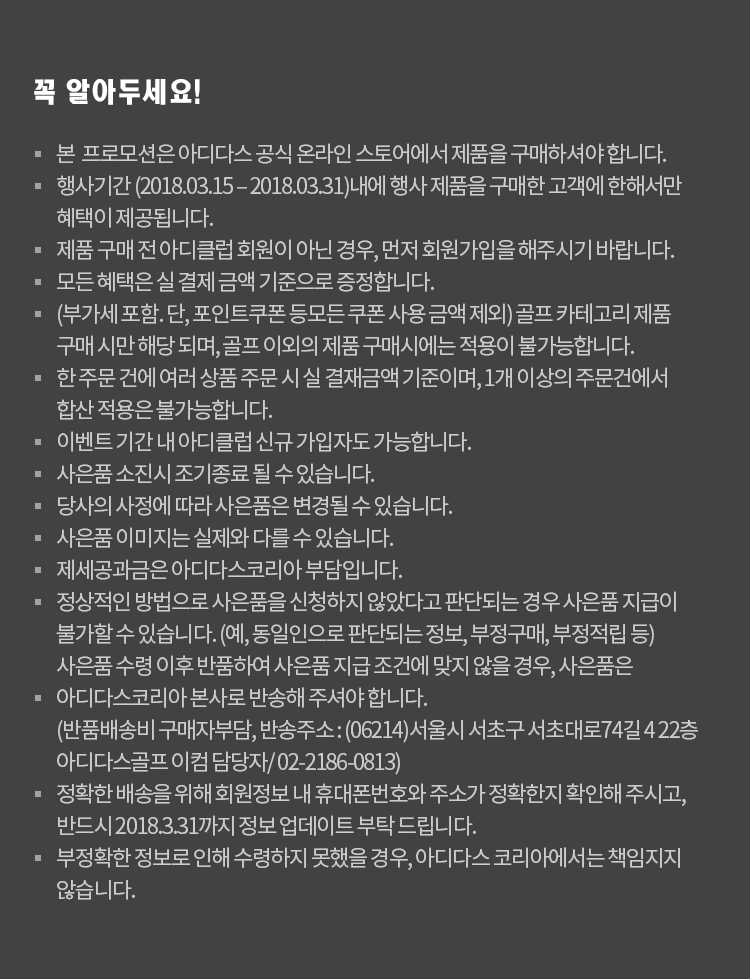 꼭 알아두세요!
▪ 본 프로모션은 아디다스 공식 온라인 스토어에서 제품을 구매하셔야 합니다.
▪ 행사기간 (2018.03.15 – 2018.03.31)내에 행사 제품을 구매한 고객에 한해서만
혜택이 제공됩니다.
▪ 제품 구매 전 아디클럽 회원이 아닌 경우, 먼저 회원가입을 해주시기 바랍니다.
▪ 모든 혜택은 실 결제 금액 기준으로 증정합니다.
▪ (부가세 포함. 단, 포인트쿠폰 등모든 쿠폰 사용 금액 제외) 골프 카테고리 제품
구매 시만 해당 되며, 골프 이외의 제품 구매시에는 적용이 불가능합니다.
▪ 한 주문 건에 여러 상품 주문 시 실 결재금액 기준이며, 1개 이상의 주문건에서
합산 적용은 불가능합니다.
▪ 이벤트 기간 내 아디클럽 신규 가입자도 가능합니다.
▪ 사은품 소진시 조기종료 될 수 있습니다.
▪ 당사의 사정에 따라 사은품은 변경될 수 있습니다.
▪ 사은품 이미지는 실제와 다를 수 있습니다.
▪ 제세공과금은 아디다스코리아 부담입니다.
▪ 정상적인 방법으로 사은품을 신청하지 않았다고 판단되는 경우 사은품 지급이
불가할 수 있습니다. (예, 동일인으로 판단되는 정보, 부정구매, 부정적립 등)
사은품 수령 이후 반품하여 사은품 지급 조건에 맞지 않을 경우, 사은품은
▪ 아디다스코리아 본사로 반송해 주셔야 합니다.
(반품배송비 구매자부담, 반송주소 : (06214)서울시 서초구 서초대로74길 4 22층
아디다스골프 이컴 담당자/ 02-2186-0813)
▪ 정확한 배송을 위해 회원정보 내 휴대폰번호와 주소가 정확한지 확인해 주시고,
반드시 2018.3.31까지 정보 업데이트 부탁 드립니다.
▪ 부정확한 정보로 인해 수령하지 못했을 경우, 아디다스 코리아에서는 책임지지
않습니다.